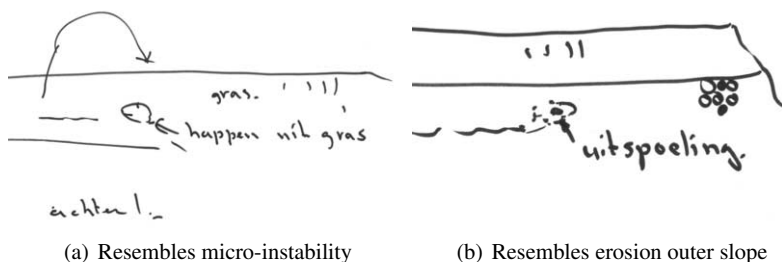 gras.
happen uit gras
achter
uitspoeling.
(a) Resembles micro-instability
(b) Resembles erosion outer slope